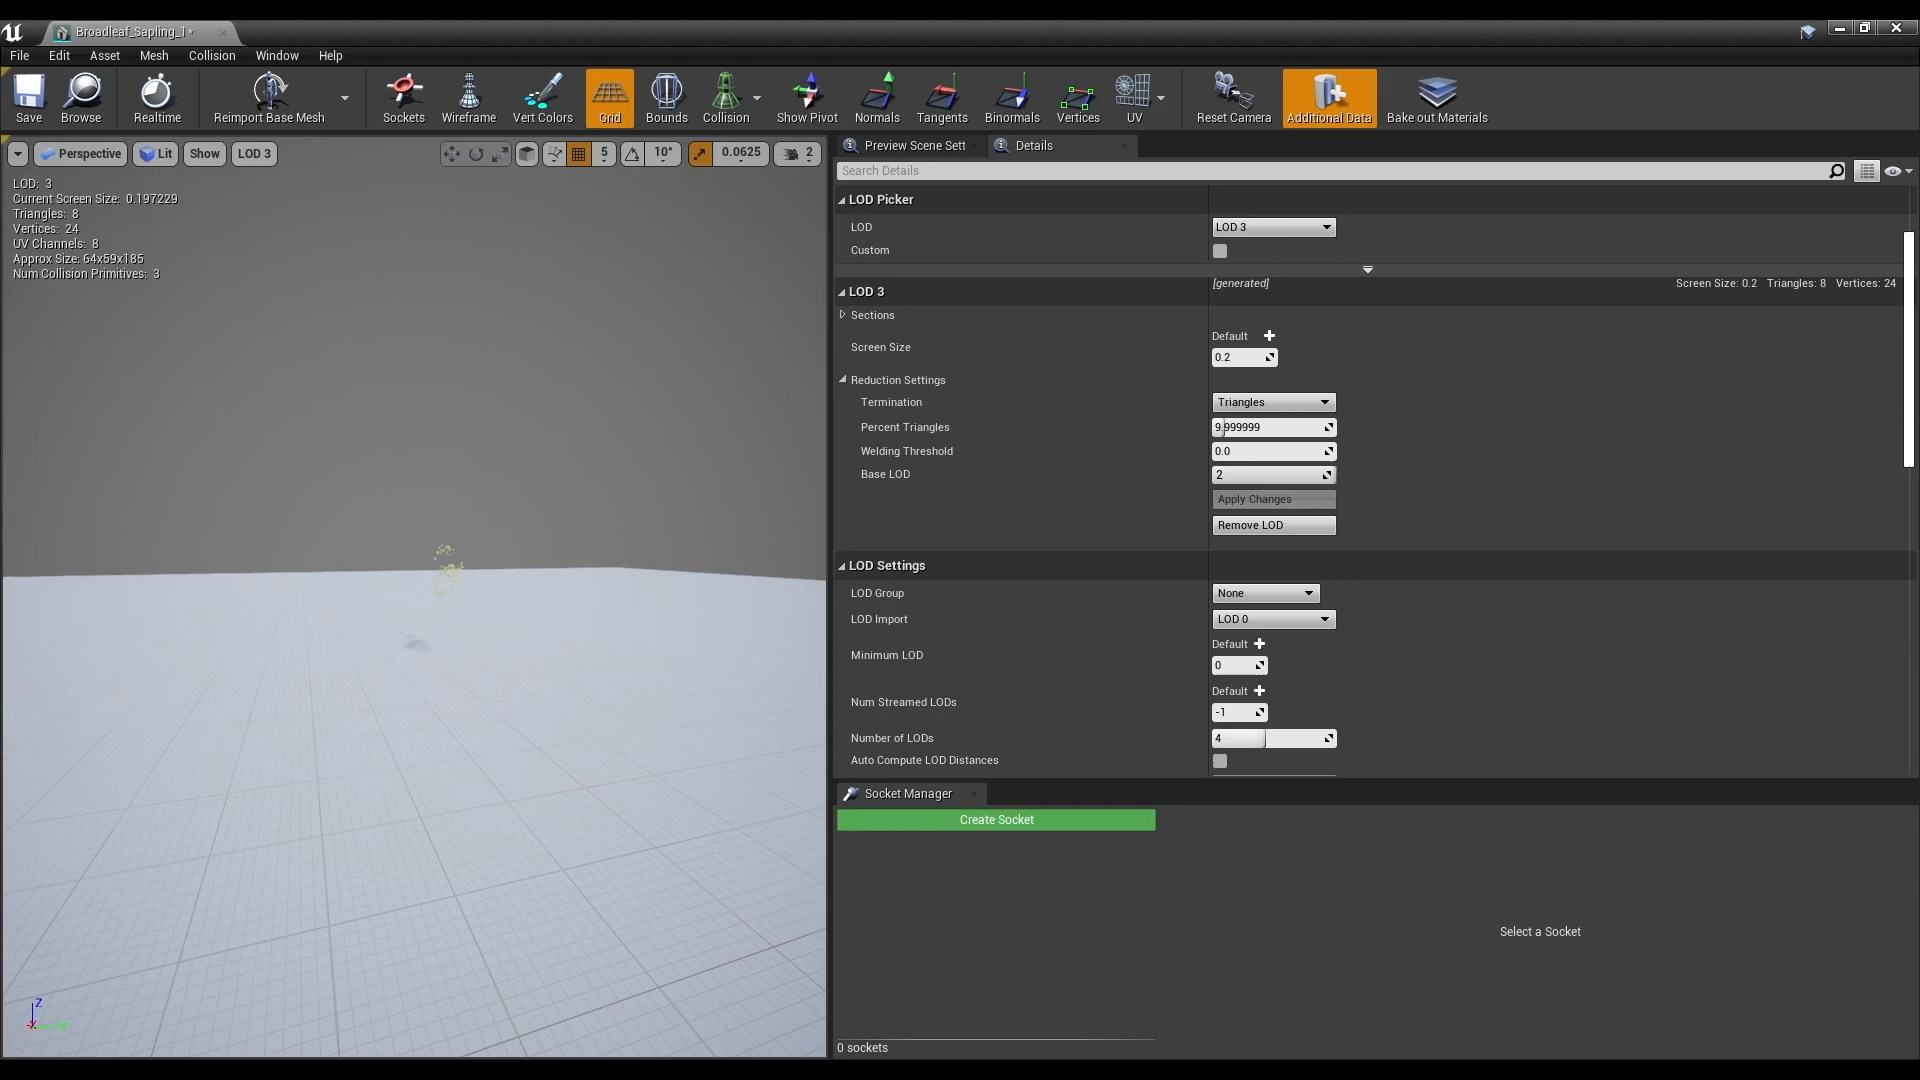 Broadleaf_Sapling_1*
File Edit Asset Mesh Collision Window Help
Save Browse Realtime Reimport Base Mesh Sockets Wireframe Vert Colors Grid Bounds Collision Show Pivot Normals Tangents Binormals Vertices UV Reset Camera Additional Data Bake out Materials
Perspective Lit Show LOD 3 5 10° 0.0625 2
LOD: 3
Current Screen Size: 0.197229
Triangles: 8
Vertices: 24
UV Channels: 8
Approx Size: 64x59x185
Num Collision Primitives: 3
Z
Preview Scene Sett Details
Search Details
LOD Picker
LOD LOD 3
Custom
LOD 3 [generated] Screen Size: 0.2 Triangles: 8 Vertices: 24
Sections
Default
Screen Size
0.2
Reduction Settings
Termination Triangles
Percent Triangles 9.999999
Welding Threshold 0.0
Base LOD 2
Apply Changes
Remove LOD
LOD Settings
LOD Group None
LOD Import LOD 0
Default
Minimum LOD
0
Default
Num Streamed LODs
-1
Number of LODs 4
Auto Compute LOD Distances
Socket Manager
Create Socket
Select a Socket
0 sockets